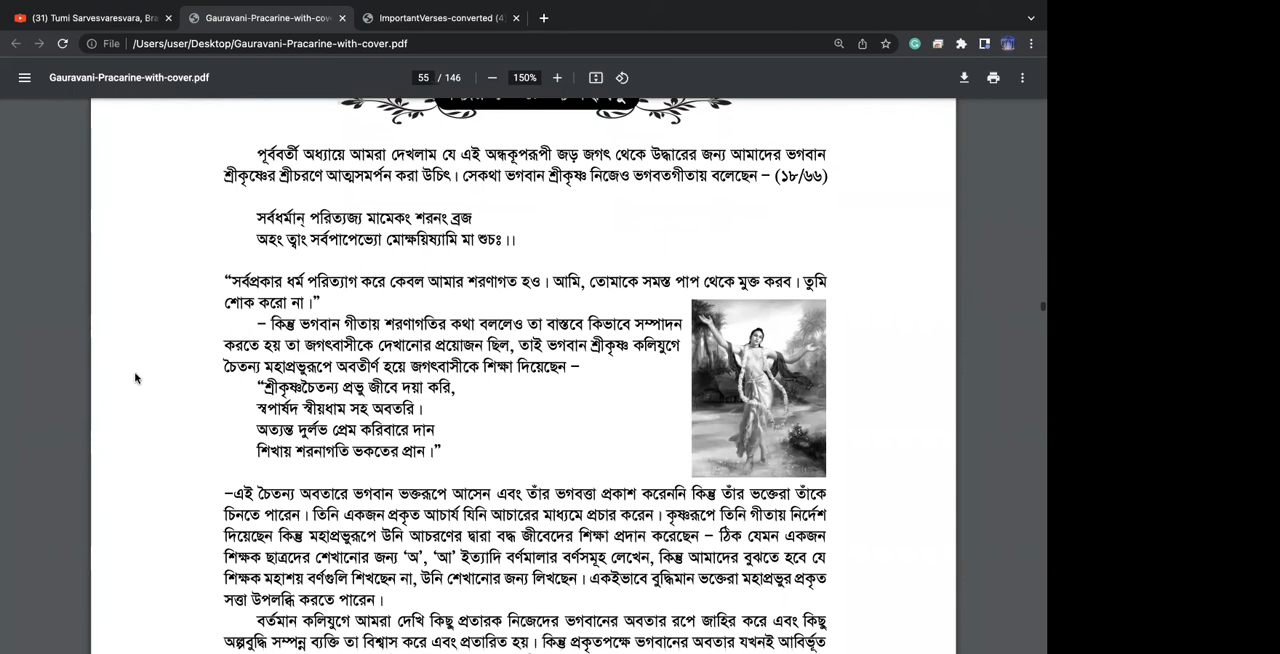 (31) Tumi Sarvesvaresvara, Bra
Gauravani-Pracarine-with-cov
ImportantVerses-converted (4)
File
/Users/user/Desktop/Gauravani-Pracarine-with-cover.pdf
Gauravani-Pracarine-with-cover.pdf
55 / 146
150%
পূর্ববর্তী অধ্যায়ে আমরা দেখলাম যে এই অন্ধকূপরূপী জড় জগৎ থেকে উদ্ধারের জন্য আমাদের ভগবান
শ্রীকৃষ্ণের শ্রীচরণে আত্মসমর্পন করা উচিৎ। সেকথা ভগবান শ্রীকৃষ্ণ নিজেও ভগবতগীতায় বলেছেন – (১৮/৬৬)
সর্বধর্মান্ পরিত্যজ্য মামেকং শরনং ব্রজ
অহং ত্বাং সর্বপাপেভ্যো মোক্ষয়িষ্যামি মা শুচঃ।।
“সর্বপ্রকার ধর্ম পরিত্যাগ করে কেবল আমার শরণাগত হও। আমি, তোমাকে সমস্ত পাপ থেকে মুক্ত করব। তুমি
শোক করো না।”
– কিন্তু ভগবান গীতায় শরণাগতির কথা বললেও তা বাস্তবে কিভাবে সম্পাদন
করতে হয় তা জগৎবাসীকে দেখানোর প্রয়োজন ছিল, তাই ভগবান শ্রীকৃষ্ণ কলিযুগে
চৈতন্য মহাপ্রভুরূপে অবতীর্ণ হয়ে জগৎবাসীকে শিক্ষা দিয়েছেন –
“শ্রীকৃষ্ণচৈতন্য প্রভু জীবে দয়া করি,
স্বপার্ষদ স্বীয়ধাম সহ অবতরি।
অত্যন্ত দুর্লভ প্রেম করিবারে দান
শিখায় শরনাগতি ভকতের প্রান।”
–এই চৈতন্য অবতারে ভগবান ভক্তরূপে আসেন এবং তাঁর ভগবত্তা প্রকাশ করেননি কিন্তু তাঁর ভক্তেরা তাঁকে
চিনতে পারেন। তিনি একজন প্রকৃত আচার্য যিনি আচারের মাধ্যমে প্রচার করেন। কৃষ্ণরূপে তিনি গীতায় নির্দেশ
দিয়েছেন কিন্তু মহাপ্রভুরূপে উনি আচরণের দ্বারা বদ্ধ জীবেদের শিক্ষা প্রদান করেছেন – ঠিক যেমন একজন
শিক্ষক ছাত্রদের শেখানোর জন্য ‘অ’, ‘আ’ ইত্যাদি বর্ণমালার বর্ণসমূহ লেখেন, কিন্তু আমাদের বুঝতে হবে যে
শিক্ষক মহাশয় বর্ণগুলি শিখছেন না, উনি শেখানোর জন্য লিখছেন। একইভাবে বুদ্ধিমান ভক্তেরা মহাপ্রভুর প্রকৃত
সত্তা উপলব্ধি করতে পারেন।
বর্তমান কলিযুগে আমরা দেখি কিছু প্রতারক নিজেদের ভগবানের অবতার রূপে জাহির করে এবং কিছু
অল্পবুদ্ধি সম্পন্ন ব্যক্তি তা বিশ্বাস করে এবং প্রতারিত হয়। কিন্তু প্রকৃতপক্ষে ভগবানের অবতার যখনই আবির্ভূত